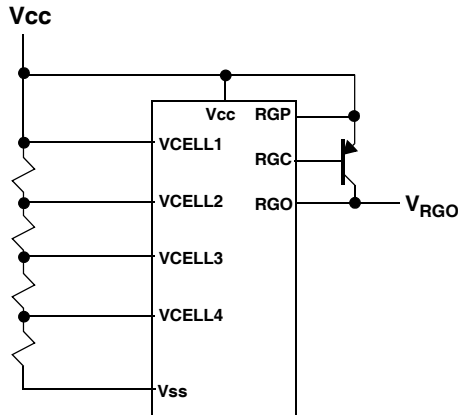 Vcc
Vcc
RGP
VCELL1
RGC
VCELL2
RGO
VRGO
VCELL3
VCELL4
Vss